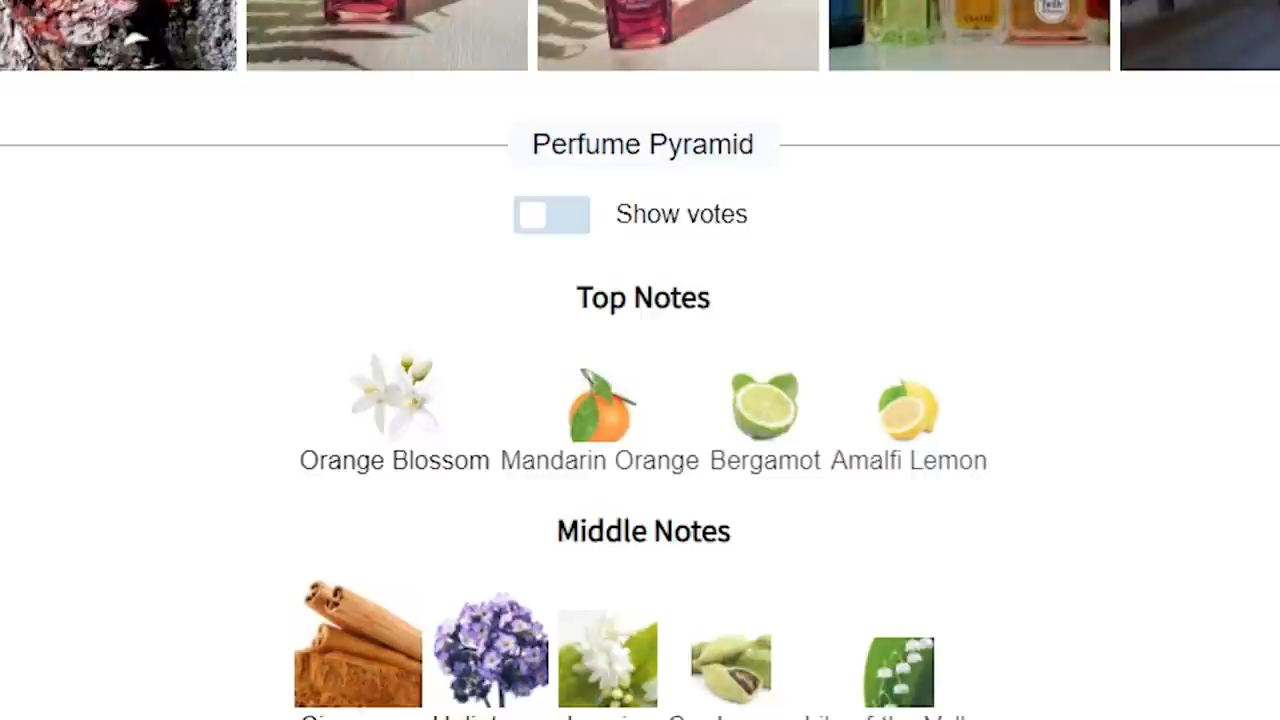 Perfume Pyramid
Show votes
Top Notes
Orange Blossom Mandarin Orange Bergamot Amalfi Lemon
Middle Notes